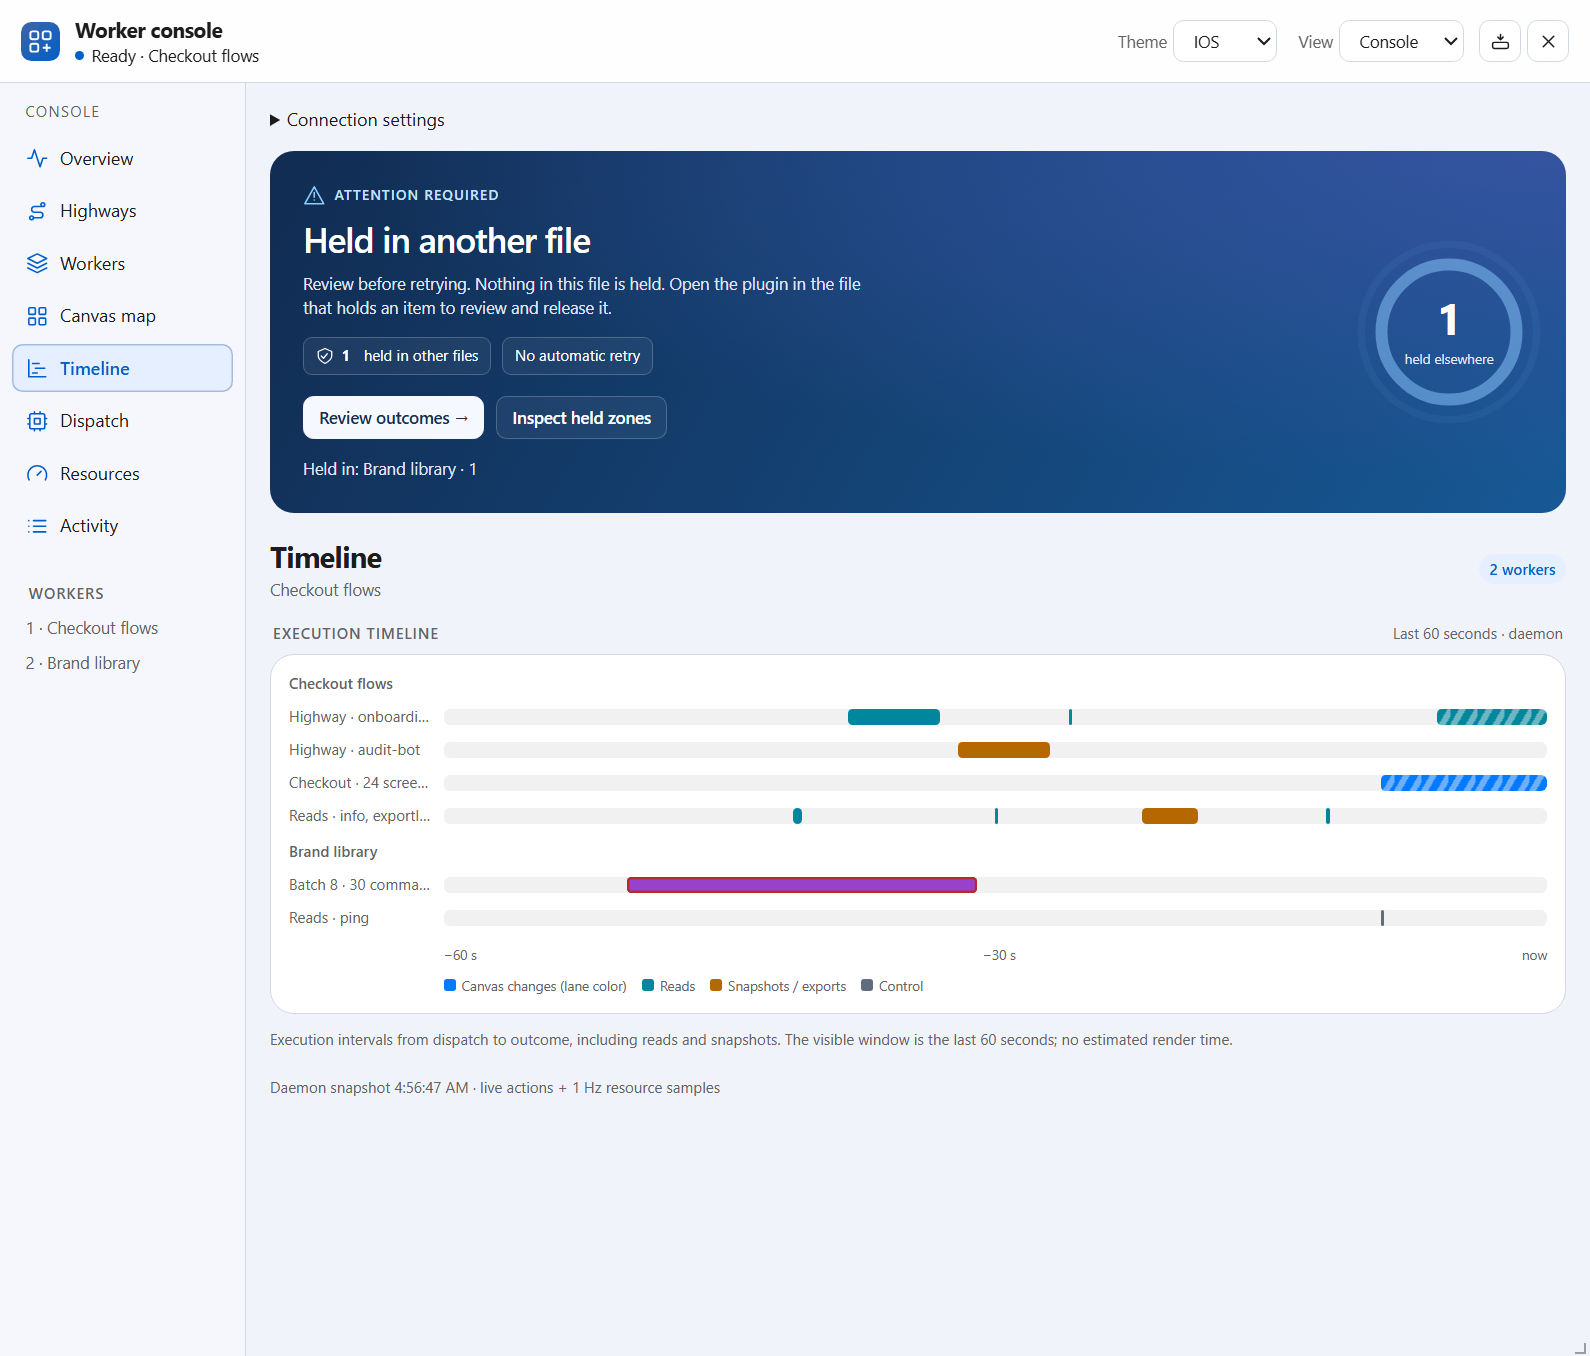 Worker console
Ready · Checkout flows
Theme
IOS
View
Console
CONSOLE
Overview
Highways
Workers
Canvas map
Timeline
Dispatch
Resources
Activity
WORKERS
1 · Checkout flows
2 · Brand library
Connection settings
ATTENTION REQUIRED
Held in another file
Review before retrying. Nothing in this file is held. Open the plugin in the file
that holds an item to review and release it.
1 held in other files
No automatic retry
Review outcomes →
Inspect held zones
Held in: Brand library · 1
1
held elsewhere
Timeline
Checkout flows
2 workers
EXECUTION TIMELINE
Last 60 seconds · daemon
Checkout flows
Highway · onboardi...
Highway · audit-bot
Checkout · 24 scree...
Reads · info, exportl...
Brand library
Batch 8 · 30 comma...
Reads · ping
−60 s
−30 s
now
Canvas changes (lane color)
Reads
Snapshots / exports
Control
Execution intervals from dispatch to outcome, including reads and snapshots. The visible window is the last 60 seconds; no estimated render time.
Daemon snapshot 4:56:47 AM · live actions + 1 Hz resource samples